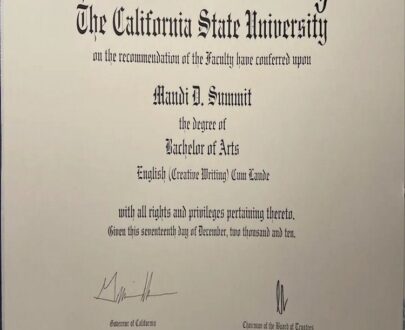 The California State University
on the recommendation of the Faculty have conferred upon
Mandi D. Summit
the degree of
Bachelor of Arts
English (Creative Writing) Cum Laude
with all rights and privileges pertaining thereto.
Given this seventeenth day of December, two thousand and ten.
Governor of California
Chairman of the Board of Trustees